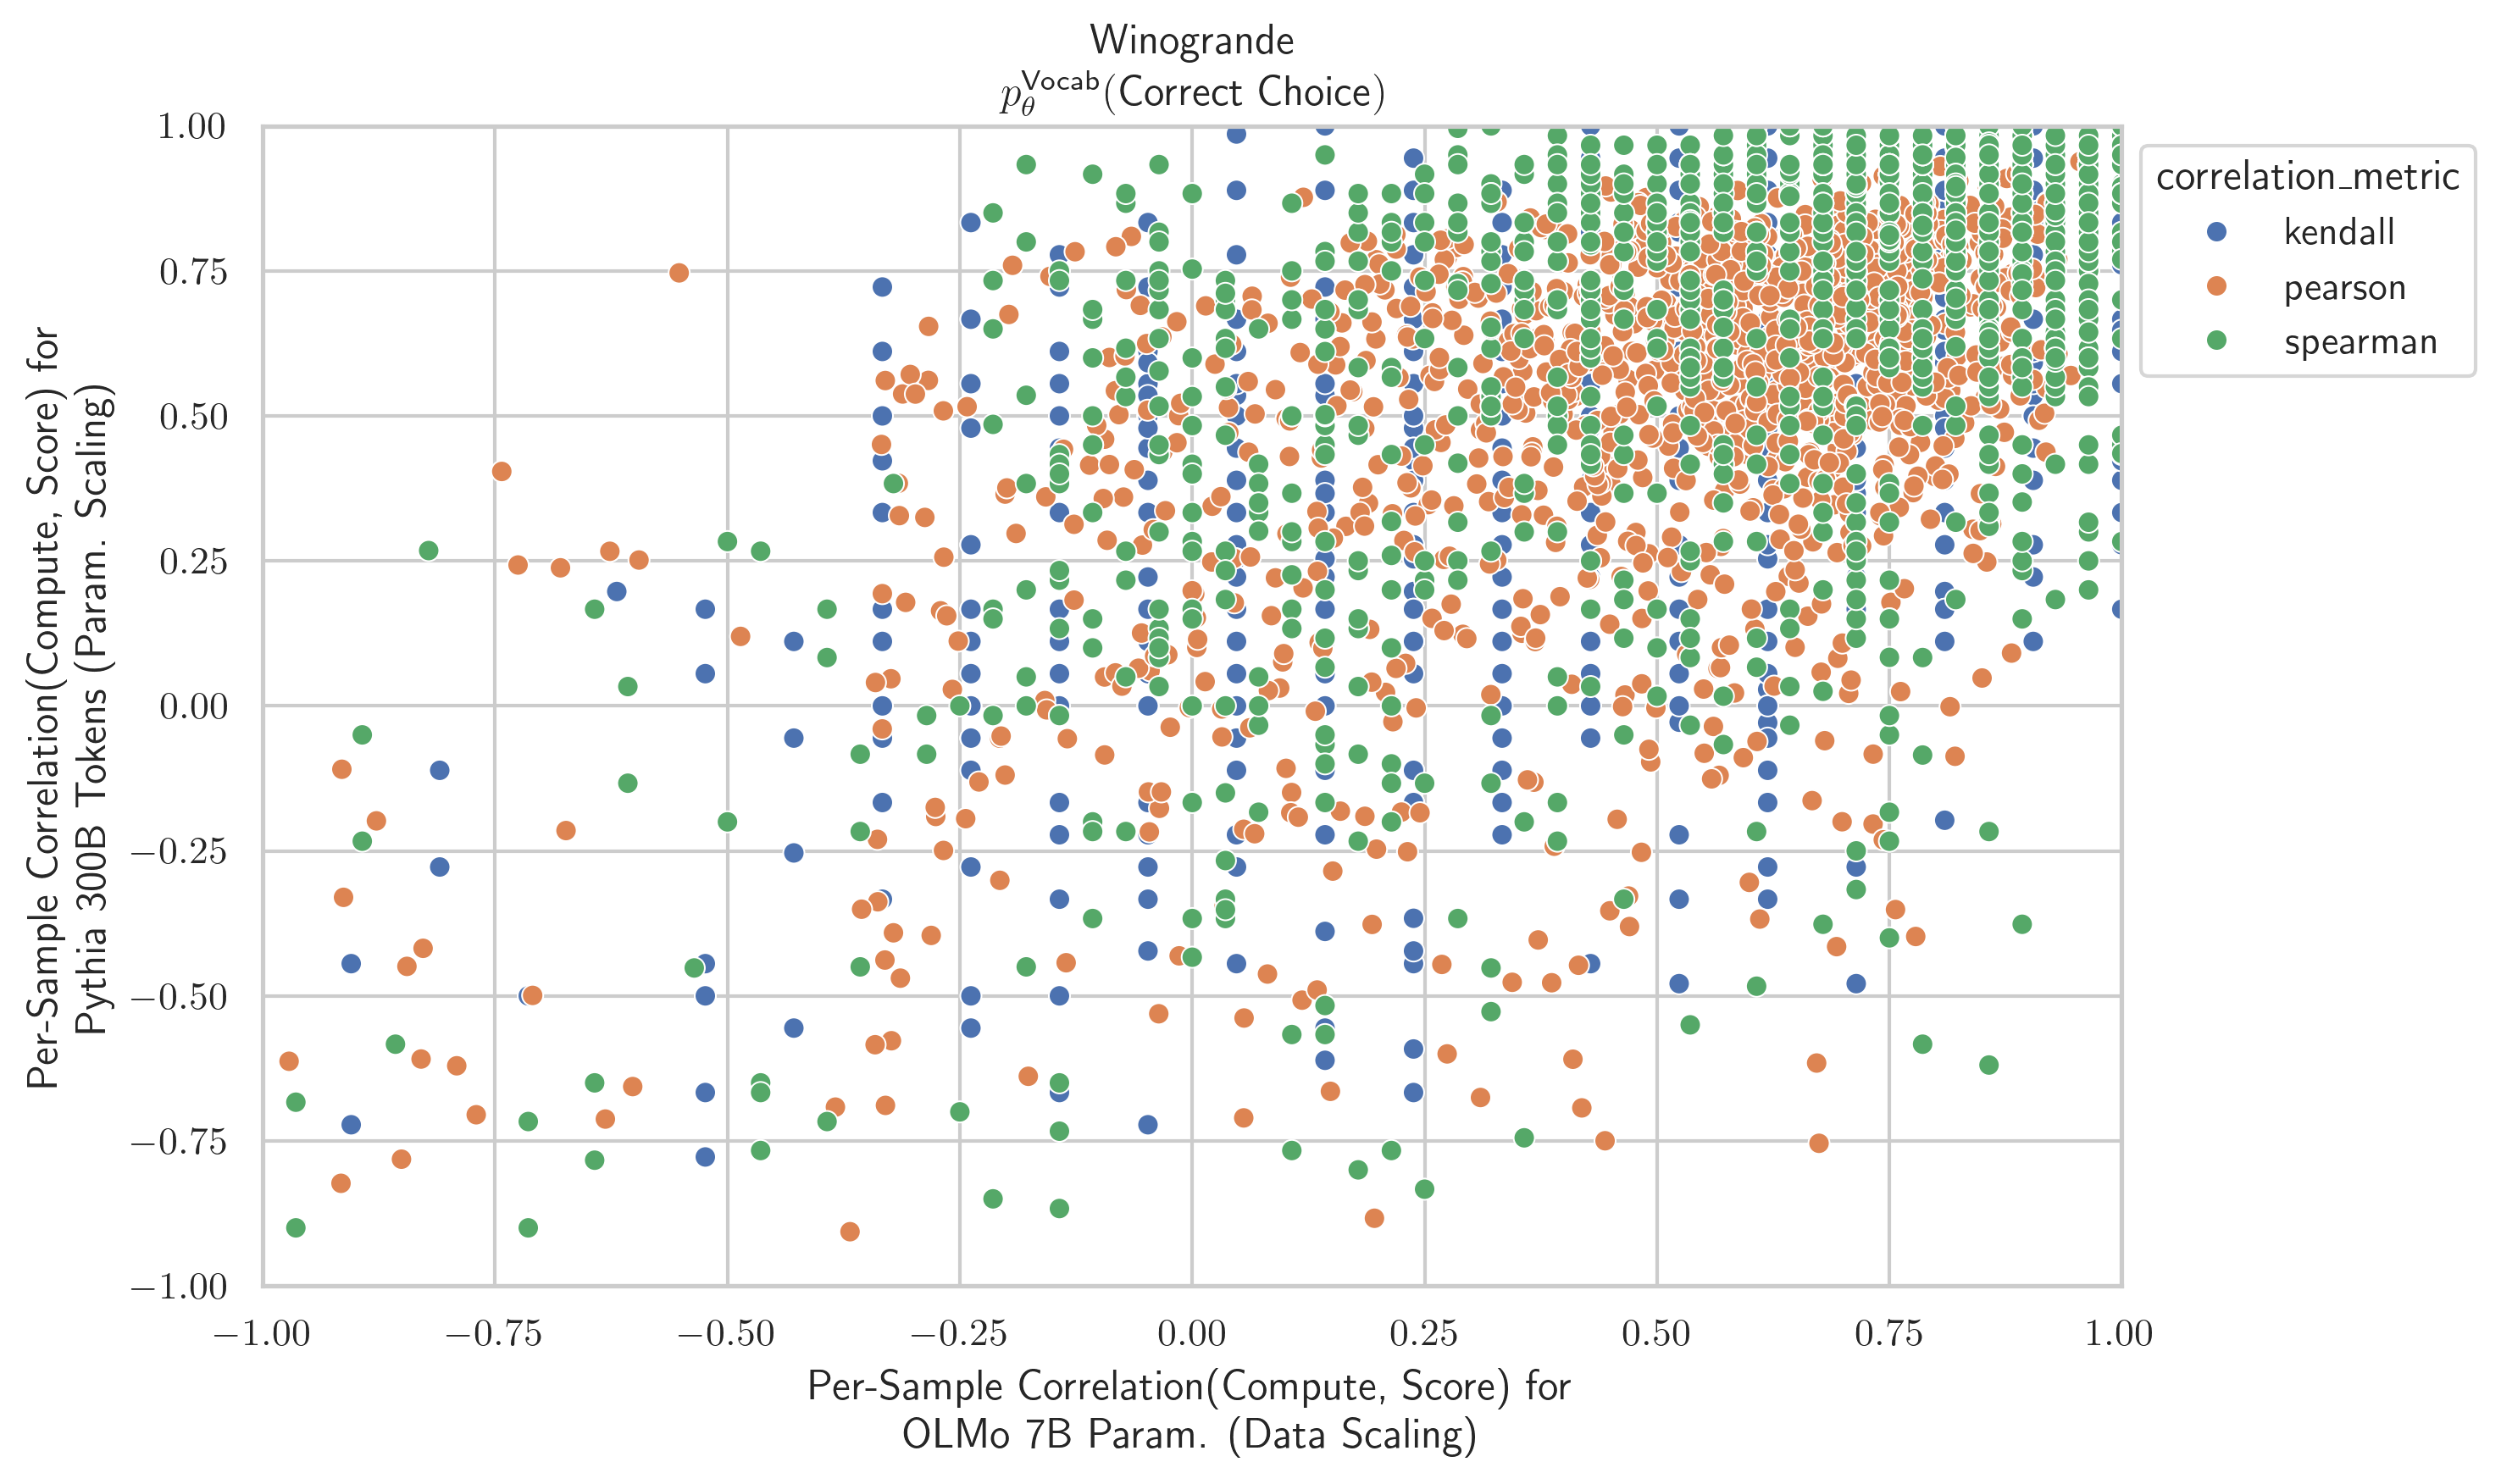 Winogrande
p_θ^Vocab(Correct Choice)
Per-Sample Correlation(Compute, Score) for
Pythia 300B Tokens (Param. Scaling)
1.00
0.75
0.50
0.25
0.00
−0.25
−0.50
−0.75
−1.00
−1.00 −0.75 −0.50 −0.25 0.00 0.25 0.50 0.75 1.00
Per-Sample Correlation(Compute, Score) for
OLMo 7B Param. (Data Scaling)
correlation_metric
kendall
pearson
spearman